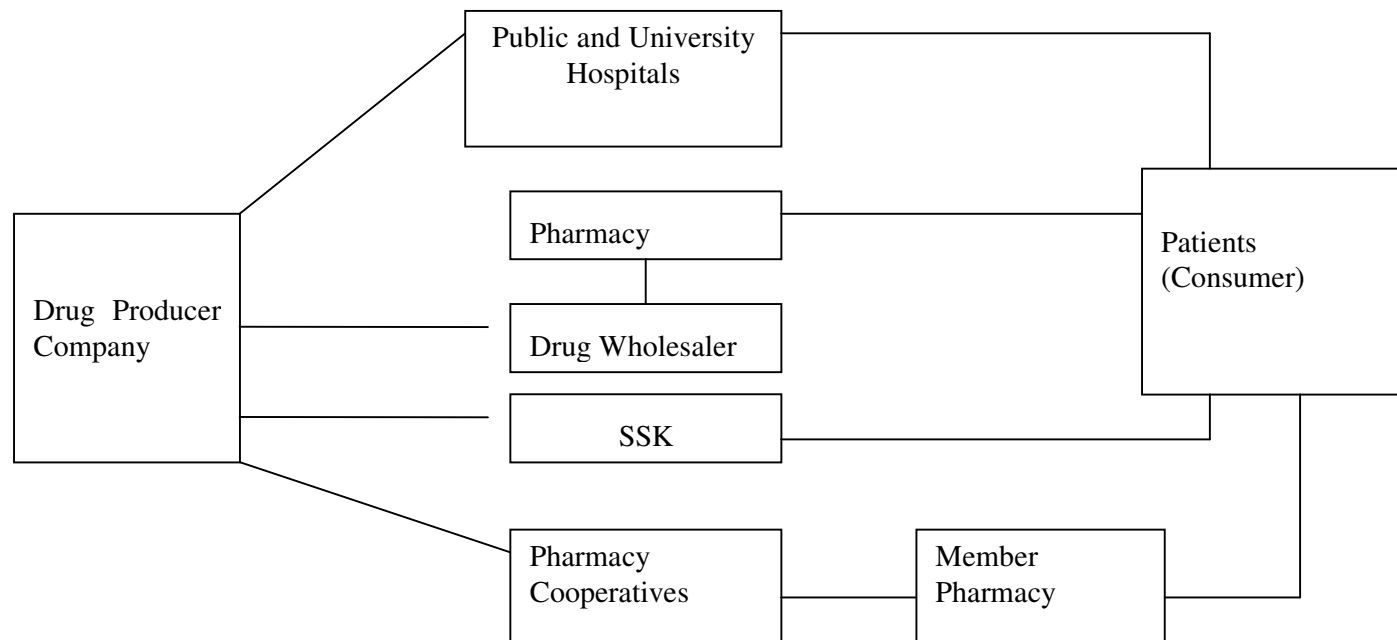 Public and University
Hospitals
Pharmacy
Patients
(Consumer)
Drug Producer
Company
Drug Wholesaler
SSK
Pharmacy
Cooperatives
Member
Pharmacy